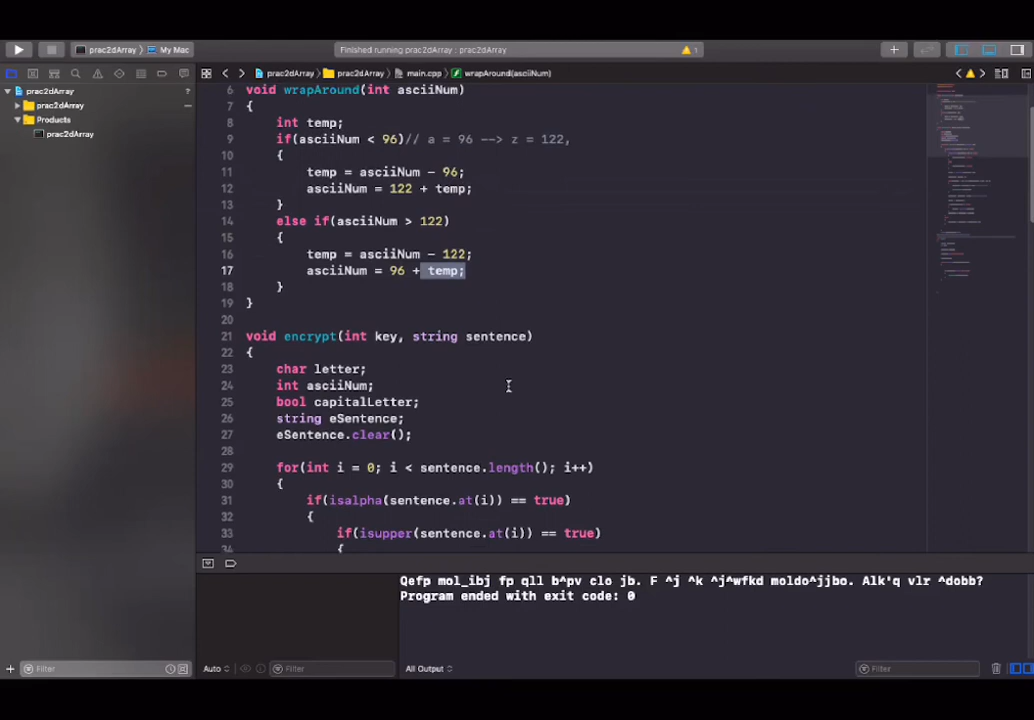 prac2dArray
My Mac
Finished running prac2dArray : prac2dArray
1
prac2dArray
prac2dArray
main.cpp
wrapAround(asciiNum)
prac2dArray
?
prac2dArray
Products
prac2dArray
6 void wrapAround(int asciiNum)
7 {
8 int temp;
9 if(asciiNum < 96)// a = 96 --> z = 122,
10 {
11 temp = asciiNum - 96;
12 asciiNum = 122 + temp;
13 }
14 else if(asciiNum > 122)
15 {
16 temp = asciiNum - 122;
17 asciiNum = 96 + temp;
18 }
19 }
20
21 void encrypt(int key, string sentence)
22 {
23 char letter;
24 int asciiNum;
25 bool capitalLetter;
26 string eSentence;
27 eSentence.clear();
28
29 for(int i = 0; i < sentence.length(); i++)
30 {
31 if(isalpha(sentence.at(i)) == true)
32 {
33 if(isupper(sentence.at(i)) == true)
34 {
Qefp mol_ibj fp qll b^pv clo jb. F ^j ^k ^j^wfkd moldo^jjbo. Alk'q vlr ^dobb?
Program ended with exit code: 0
Filter
Auto
Filter
All Output
Filter